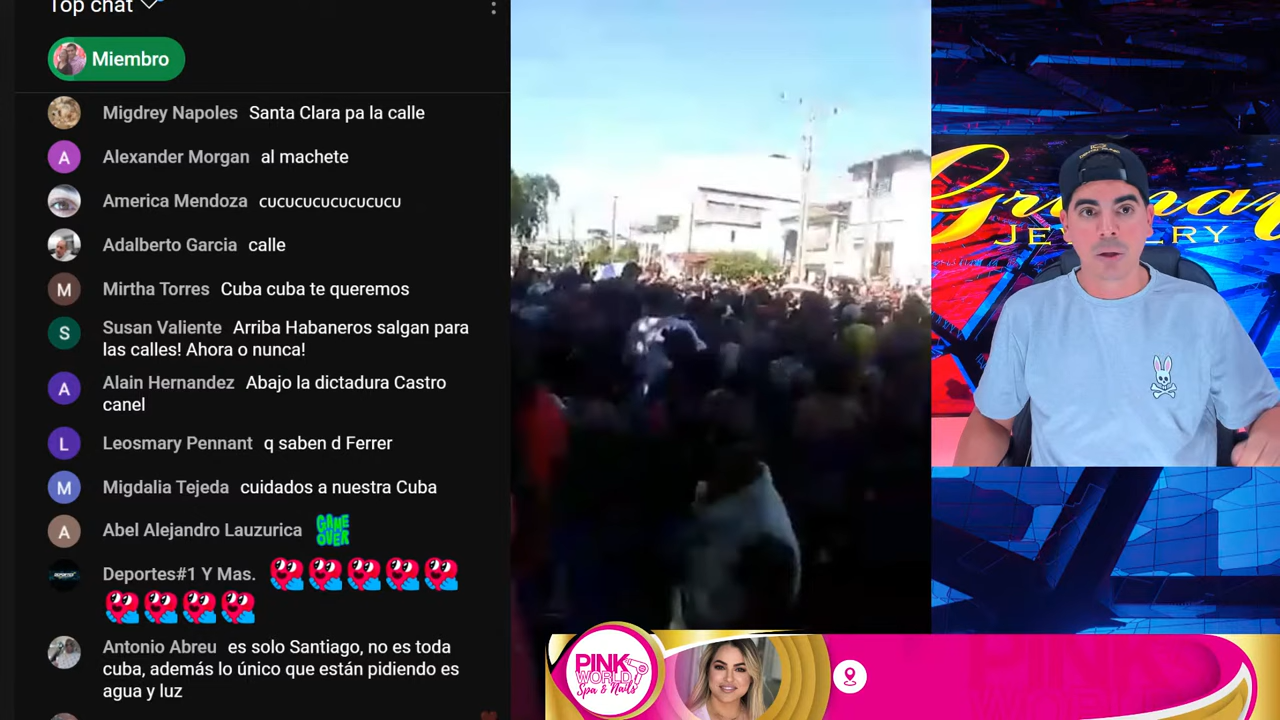 Top chat
Miembro
Migdrey Napoles Santa Clara pa la calle
Alexander Morgan al machete
America Mendoza cucucucucucucucu
Adalberto Garcia calle
Mirtha Torres Cuba cuba te queremos
Susan Valiente Arriba Habaneros salgan para
las calles! Ahora o nunca!
Alain Hernandez Abajo la dictadura Castro
canel
Leosmary Pennant q saben d Ferrer
Migdalia Tejeda cuidados a nuestra Cuba
Abel Alejandro Lauzurica GAME
OVER
Deportes#1 Y Mas.
Antonio Abreu es solo Santiago, no es toda
cuba, además lo único que están pidiendo es
agua y luz
JEWELRY
PINK
WORLD
Spa & Nails